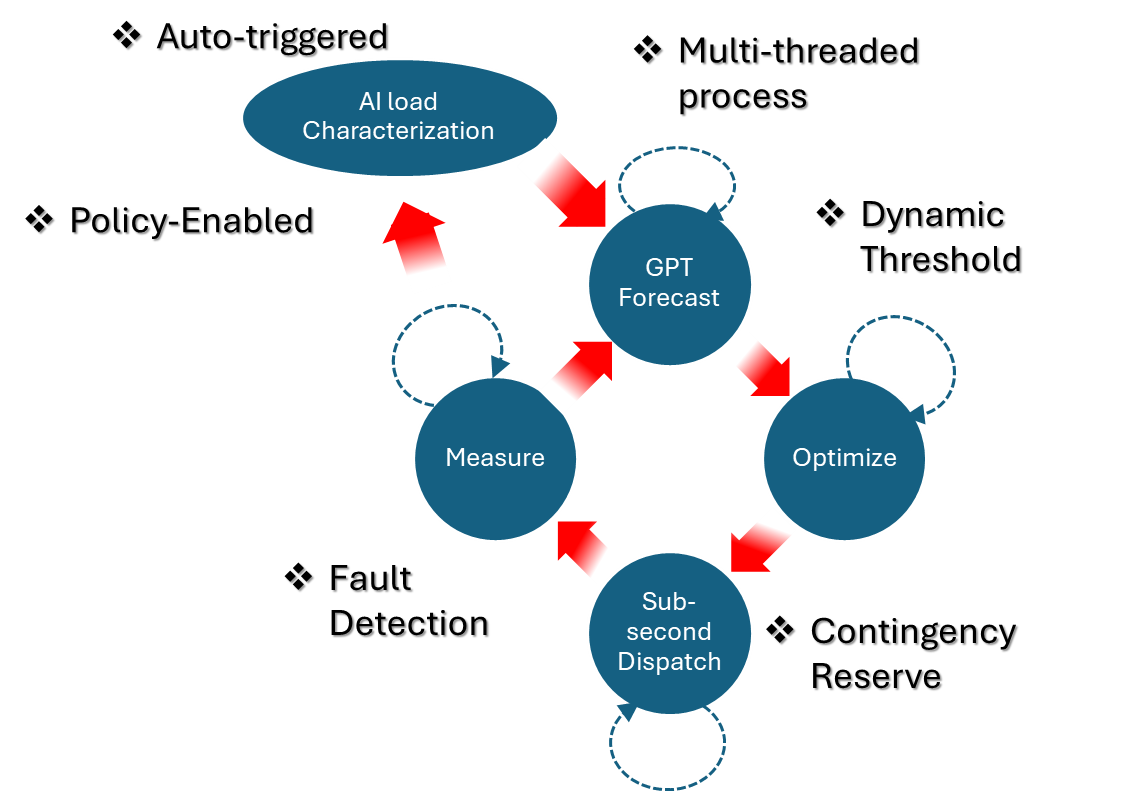 ❖ Auto-triggered
❖ Multi-threaded
process
AI load
Characterization
❖ Policy-Enabled
❖ Dynamic
Threshold
GPT
Forecast
Measure
Optimize
❖ Fault
Detection
Sub-
second
Dispatch
❖ Contingency
Reserve